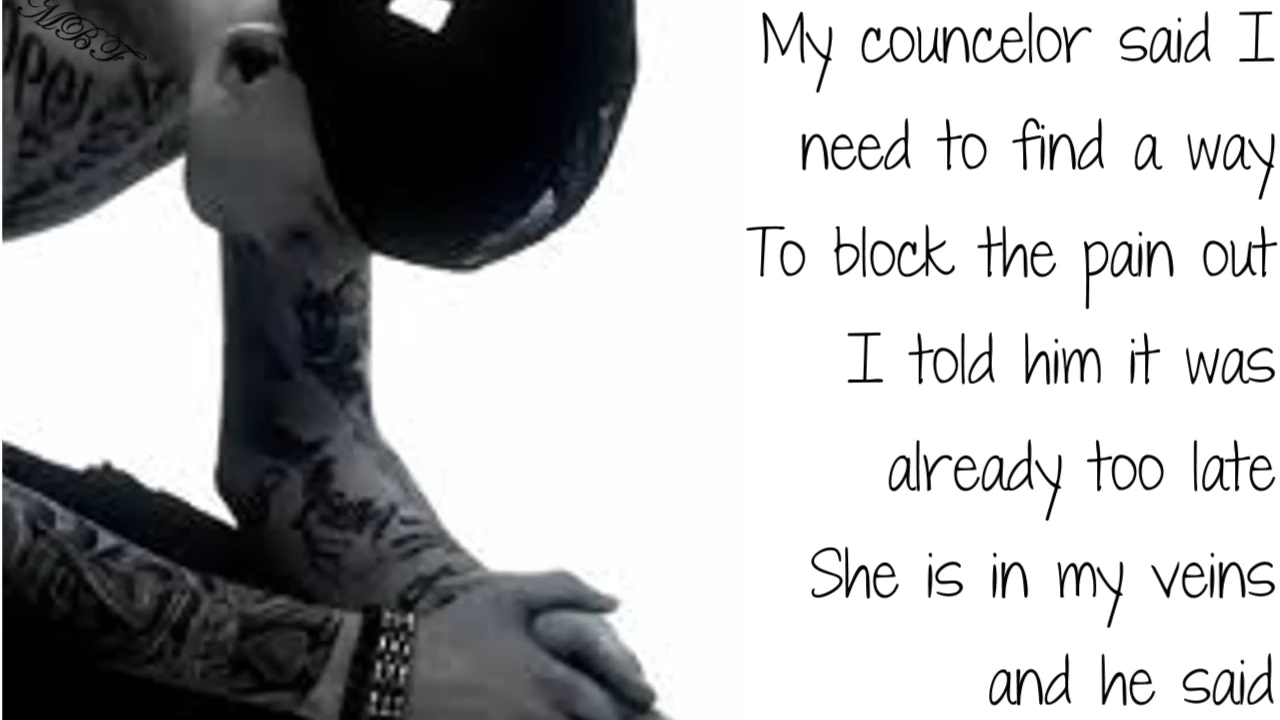 MBF
My councelor said I
need to find a way
To block the pain out
I told him it was
already too late
She is in my veins
and he said